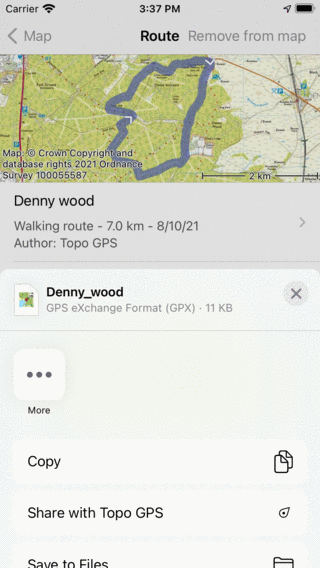 Carrier 3:37 PM
Map Route Remove from map
Map: © Crown Copyright and
database rights 2021 Ordnance
Survey 100055587
2 km
Denny wood
Walking route - 7.0 km - 8/10/21
Author: Topo GPS
Denny_wood
GPS eXchange Format (GPX) · 11 KB
More
Copy
Share with Topo GPS
Save to Files